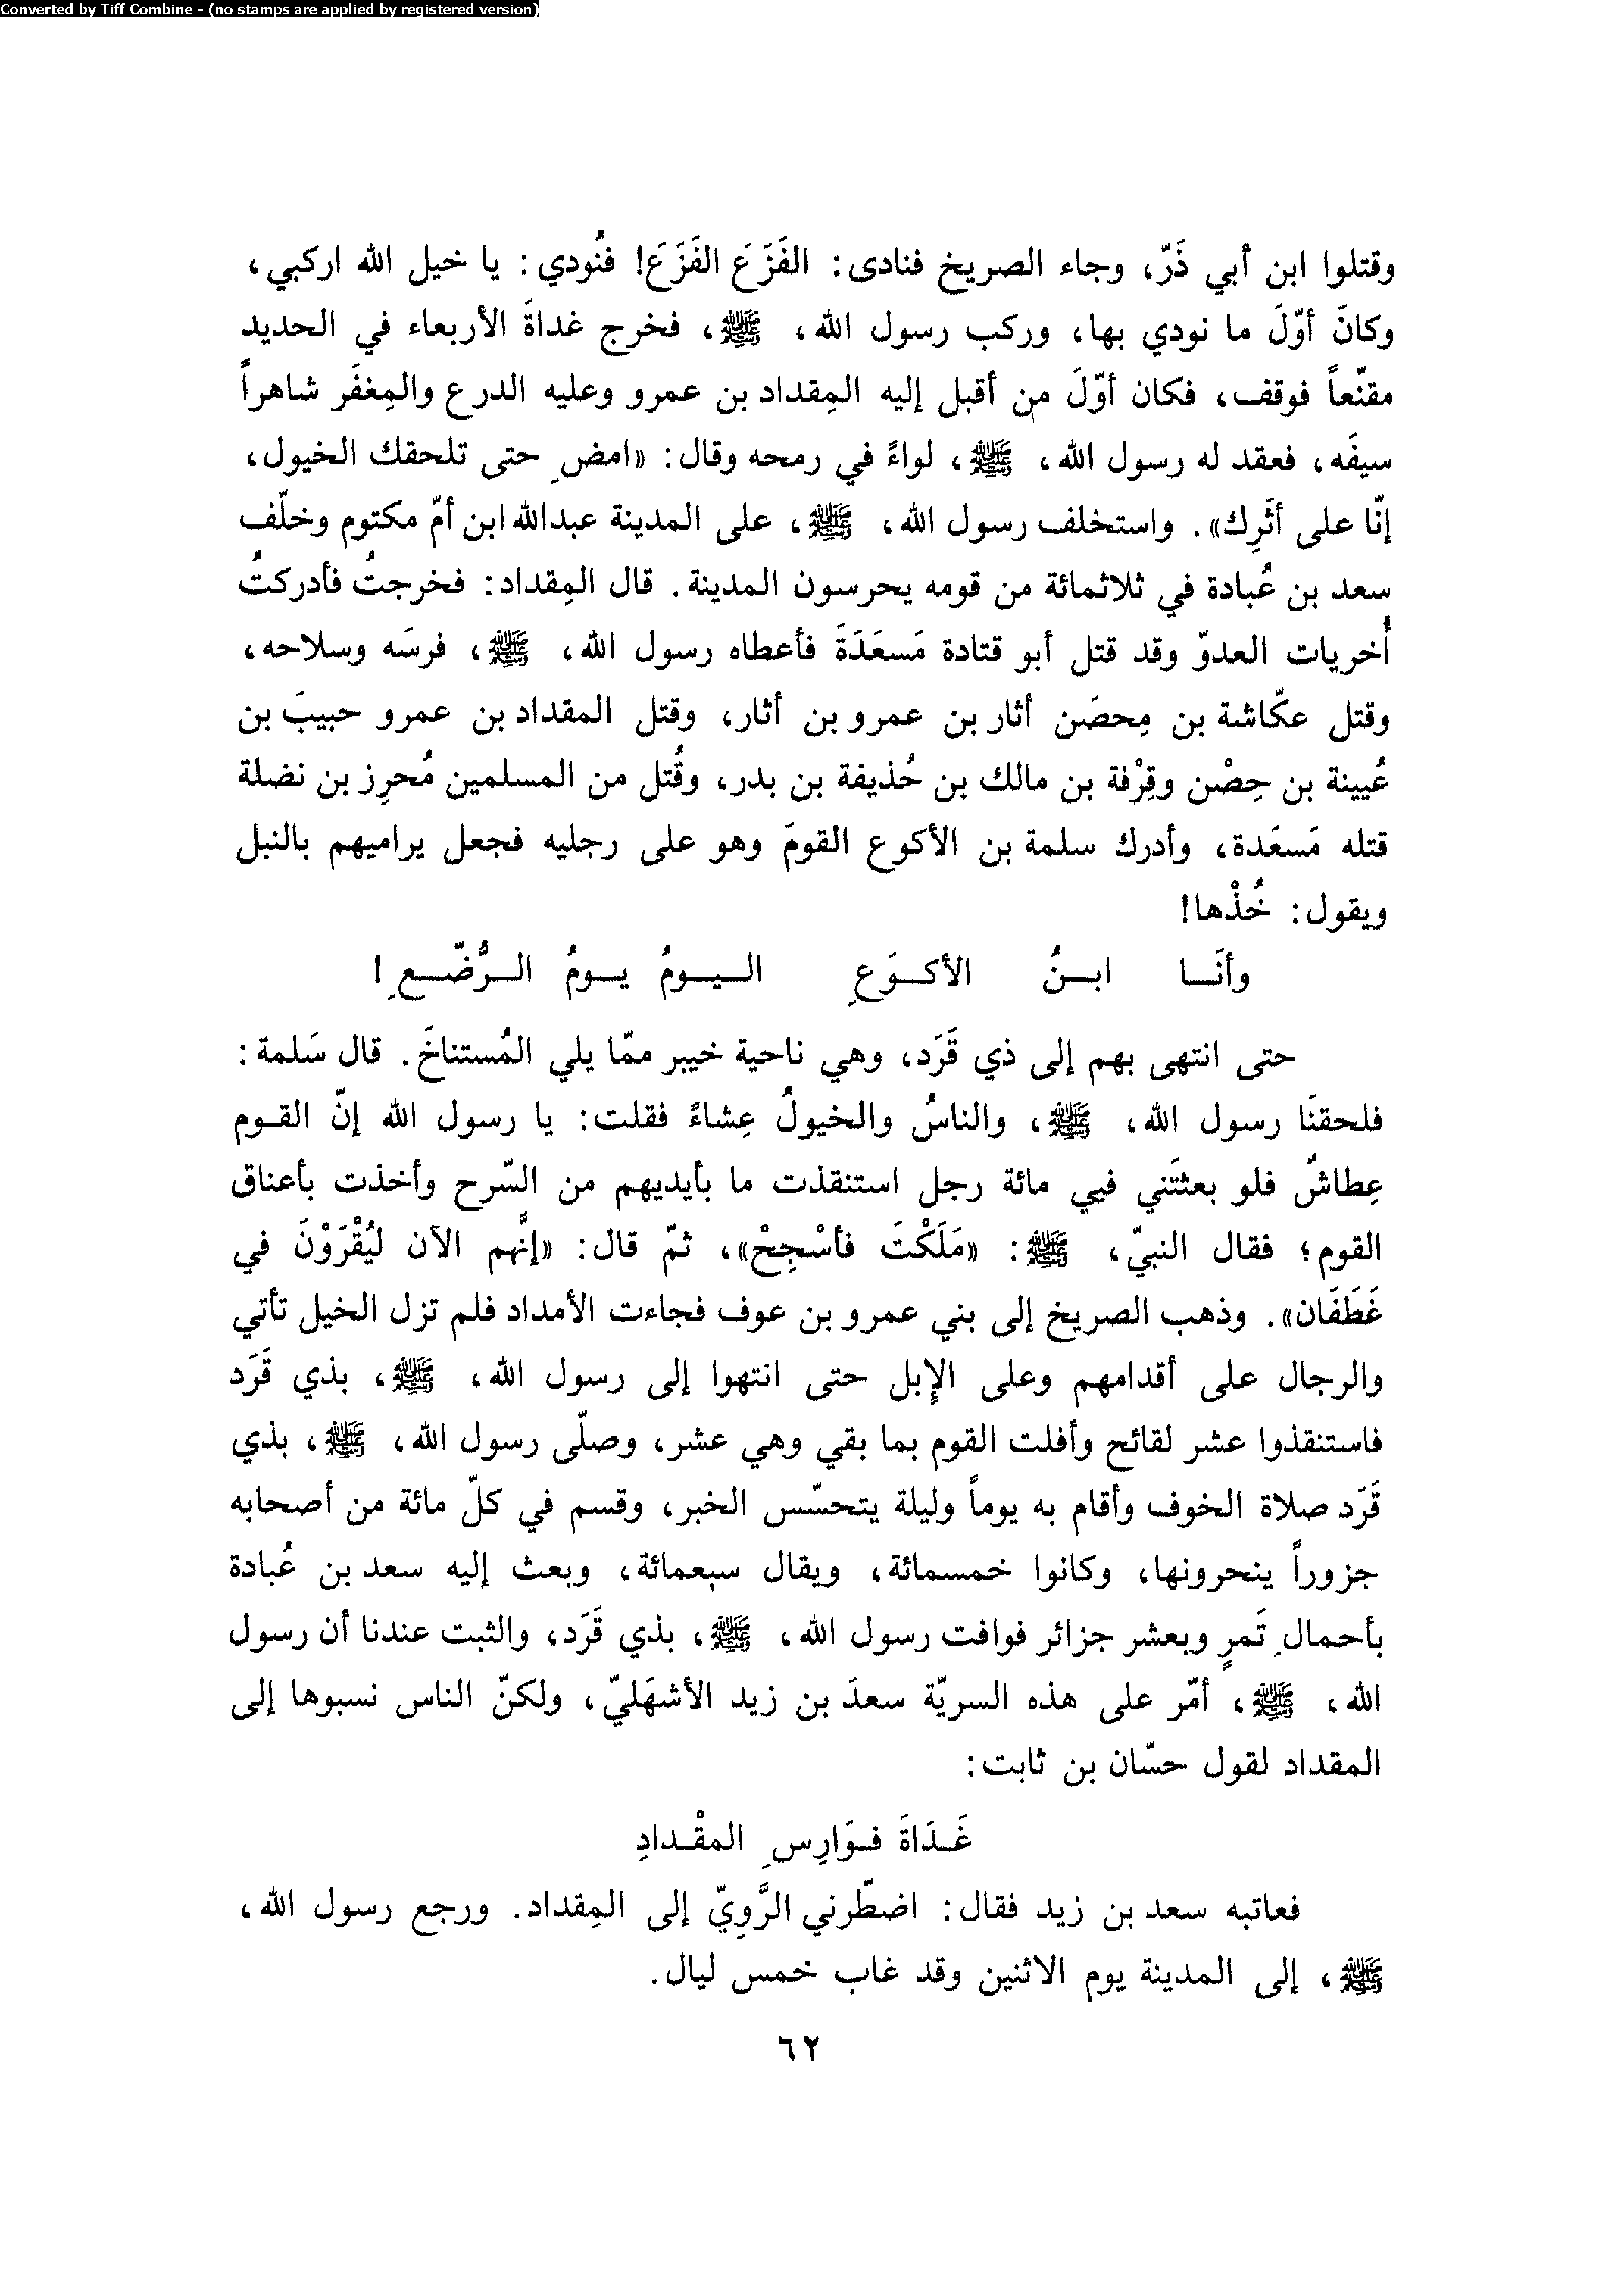 Converted by Tiff Combine - (no stamps are applied by registered version)
وقتلوا ابن أبي ذَرّ، وجاء الصريخ فنادى: الفَزَعَ الفَزَعَ! فنُودي: يا خيل الله اركبي،
وكانَ أوّلَ ما نودي بها، وركب رسول الله، ﷺ، فخرج غداةَ الأربعاء في الحديد
مقنّعاً فوقف، فكان أوّلَ من أقبل إليه المِقداد بن عمرو وعليه الدرع والمِغفَر شاهراً
سيفَه، فعقد له رسول الله، ﷺ، لواءً في رمحه وقال: «امضِ حتى تلحقك الخيول،
إنّا على أثَرِك». واستخلف رسول الله، ﷺ، على المدينة عبدالله ابن أمّ مكتوم وخلّف
سعد بن عُبادة في ثلاثمائة من قومه يحرسون المدينة. قال المِقداد: فخرجتُ فأدركتُ
أُخريات العدوّ وقد قتل أبو قتادة مَسعَدَةَ فأعطاه رسول الله، ﷺ، فرسَه وسلاحه،
وقتل عكّاشة بن مِحصَن أثار بن عمرو بن أثار، وقتل المقداد بن عمرو حبيبَ بن
عُيينة بن حِصْن وقِرْفة بن مالك بن حُذيفة بن بدر، وقُتل من المسلمين مُحرِز بن نضلة
قتله مَسعَدة، وأدرك سلمة بن الأكوع القومَ وهو على رجليه فجعل يراميهم بالنبل
ويقول: خُذْها!
وأنَا ابنُ الأكوَعِ اليومُ يومُ الرُّضّعِ!
حتى انتهى بهم إلى ذي قَرَد، وهي ناحية خيبر ممّا يلي المُستناخَ. قال سَلمة:
فلحقنَا رسول الله، ﷺ، والناسُ والخيولُ عِشاءً فقلت: يا رسول الله إنّ القوم
عِطاشٌ فلو بعثتَني في مائة رجل استنقذت ما بأيديهم من السّرح وأخذت بأعناق
القوم؛ فقال النبيّ، ﷺ: «مَلَكْتَ فأسْجِحْ»، ثمّ قال: «إنَّهم الآن ليُقْرَوْنَ في
غَطَفَان». وذهب الصريخ إلى بني عمرو بن عوف فجاءت الأمداد فلم تزل الخيل تأتي
والرجال على أقدامهم وعلى الإبل حتى انتهوا إلى رسول الله، ﷺ، بذي قَرَد
فاستنقذوا عشر لقائح وأفلت القوم بما بقي وهي عشر، وصلّى رسول الله، ﷺ، بذي
قَرَد صلاة الخوف وأقام به يوماً وليلة يتحسّس الخبر، وقسم في كلّ مائة من أصحابه
جزوراً ينحرونها، وكانوا خمسمائة، ويقال سبعمائة، وبعث إليه سعد بن عُبادة
بأحمالِ تَمرٍ وبعشر جزائر فوافت رسول الله، ﷺ، بذي قَرَد، والثبت عندنا أن رسول
الله، ﷺ، أمّر على هذه السريّة سعدَ بن زيد الأشهَليّ، ولكنّ الناس نسبوها إلى
المقداد لقول حسّان بن ثابت:
غَدَاةَ فوَارِسِ المقْدادِ
فعاتبه سعد بن زيد فقال: اضطّرني الرَّوِيّ إلى المِقداد. ورجع رسول الله،
ﷺ، إلى المدينة يوم الاثنين وقد غاب خمس ليال.
٦٢